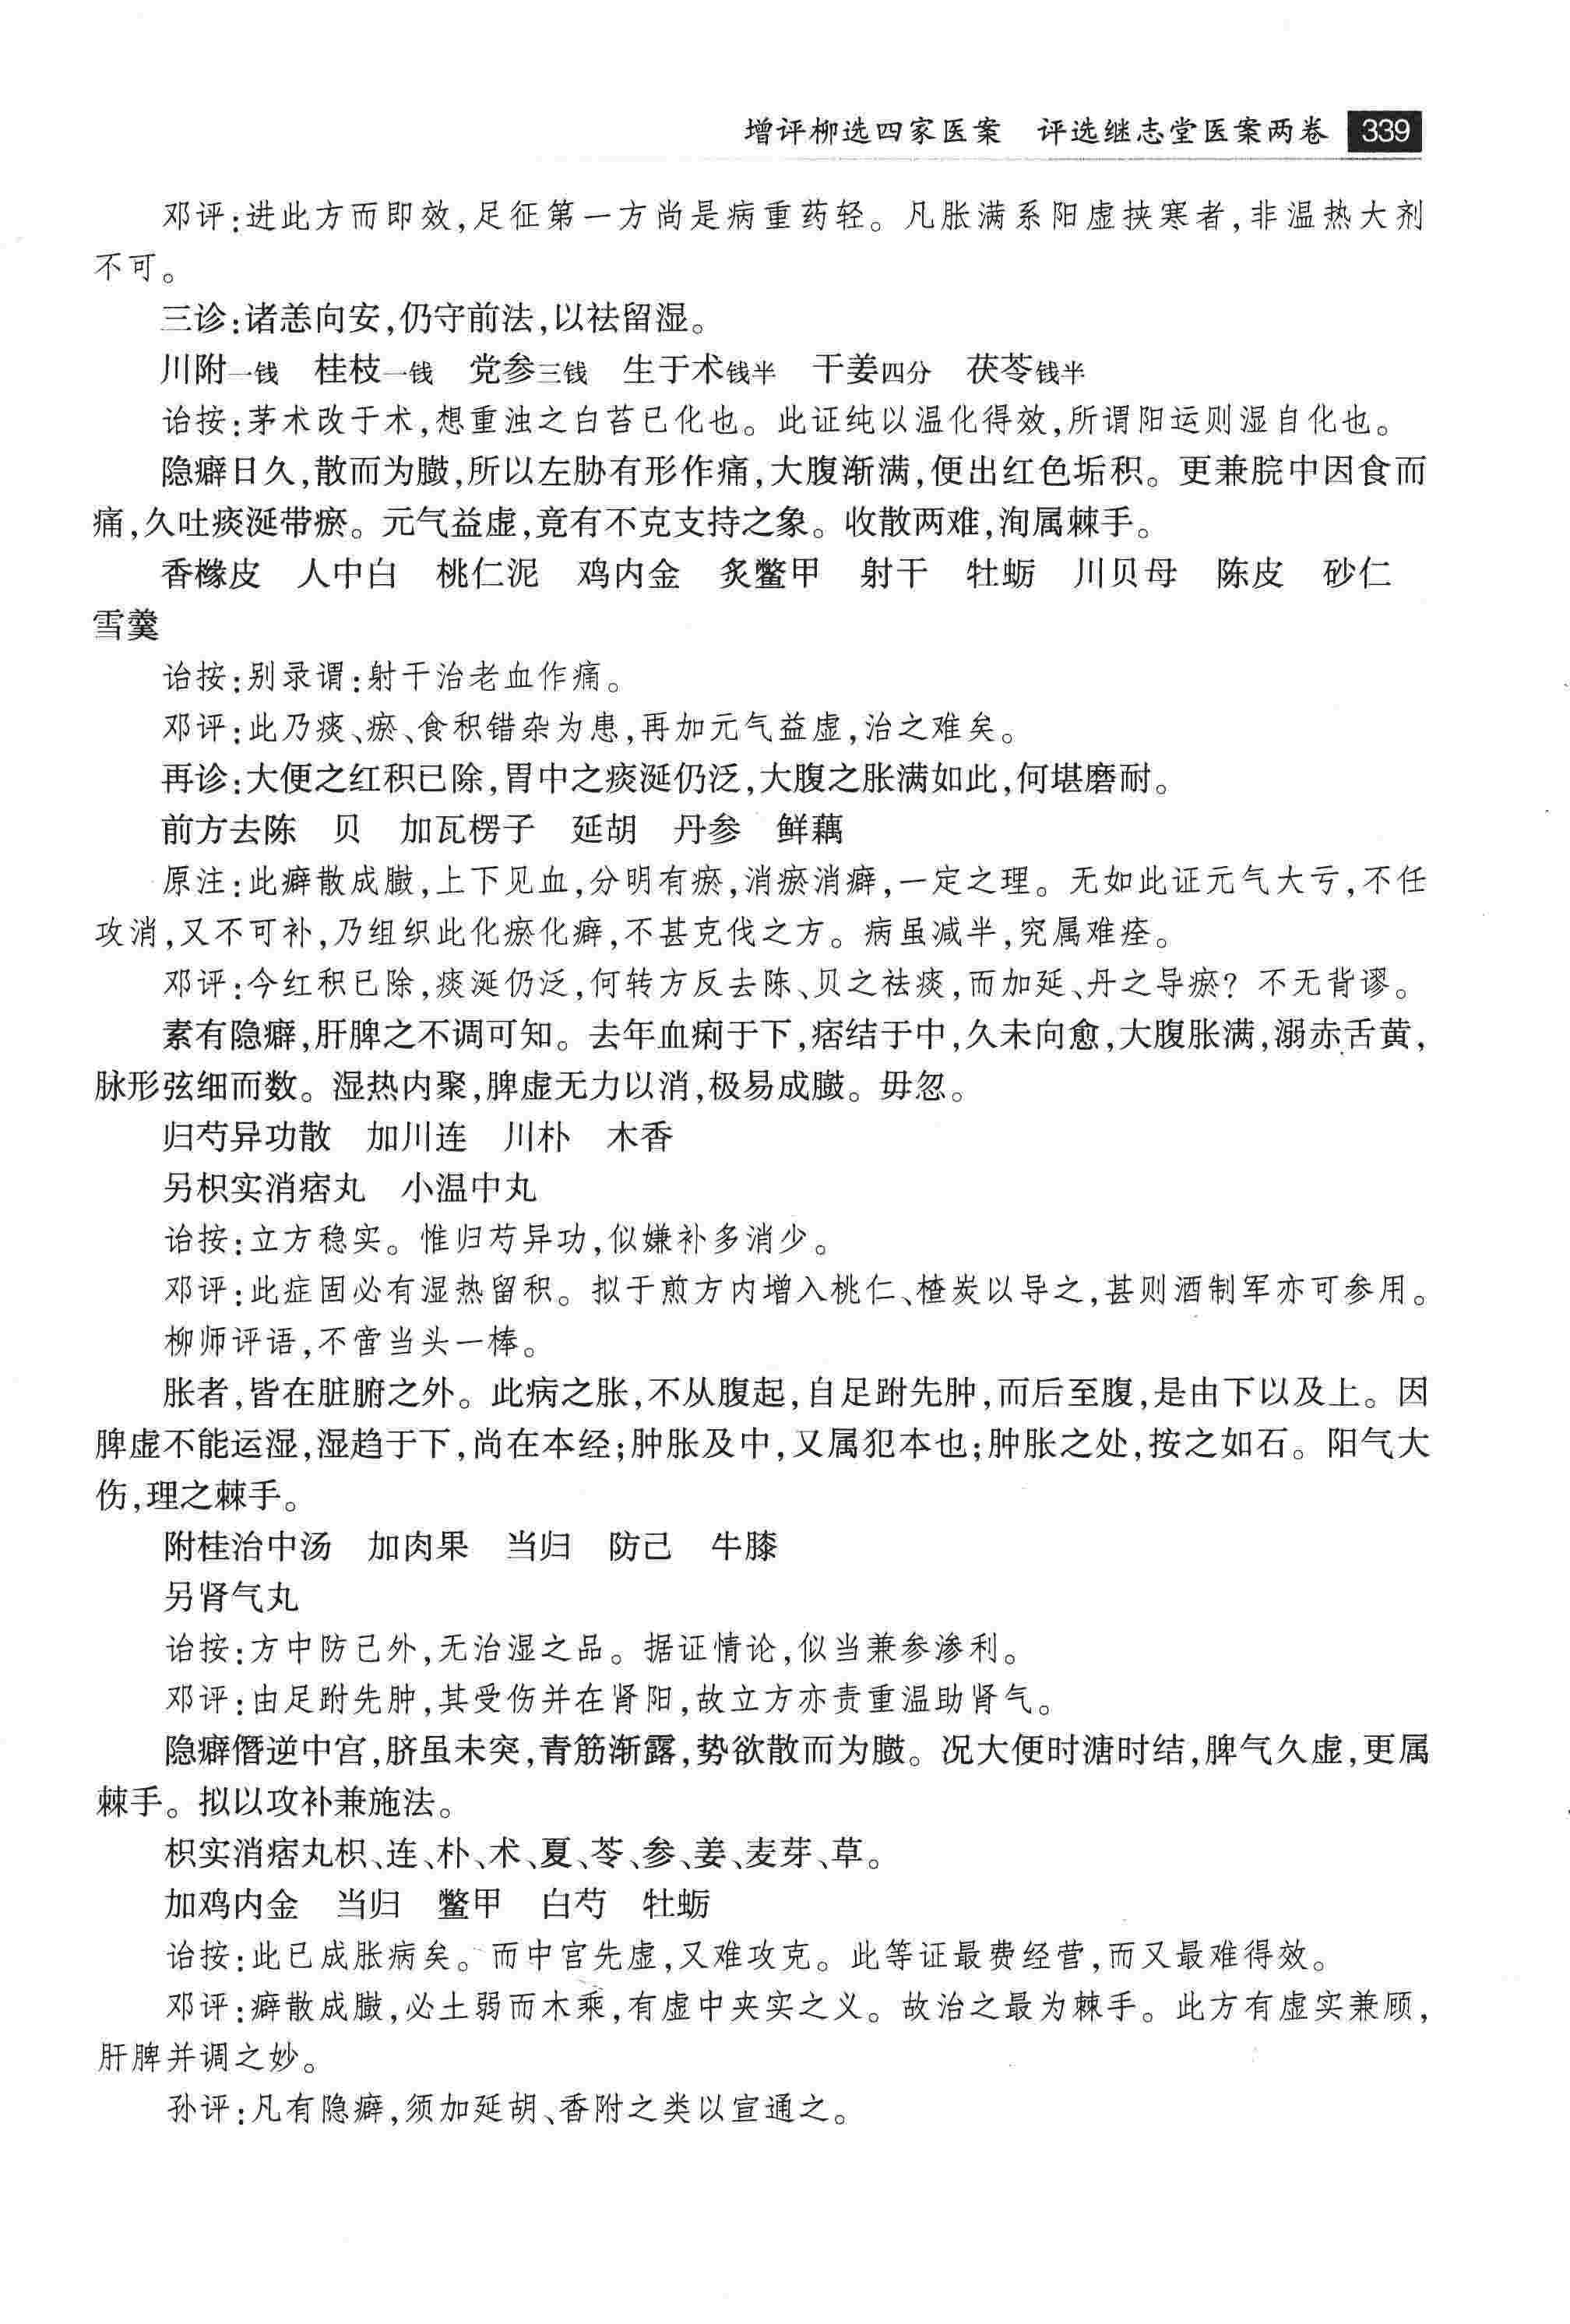 增评柳选四家医案　评选继志堂医案两卷 339
邓评:进此方而即效,足征第一方尚是病重药轻。凡胀满系阳虚挟寒者,非温热大剂
不可。
三诊:诸恙向安,仍守前法,以祛留湿。
川附一钱　桂枝一钱　党参三钱　生于术钱半　干姜四分　茯苓钱半
诒按:茅术改于术,想重浊之白苔已化也。此证纯以温化得效,所谓阳运则湿自化也。
隐癖日久,散而为臌,所以左胁有形作痛,大腹渐满,便出红色垢积。更兼脘中因食而
痛,久吐痰涎带瘀。元气益虚,竟有不克支持之象。收散两难,洵属棘手。
香橼皮　人中白　桃仁泥　鸡内金　炙鳖甲　射干　牡蛎　川贝母　陈皮　砂仁
雪羹
诒按:别录谓:射干治老血作痛。
邓评:此乃痰、瘀、食积错杂为患,再加元气益虚,治之难矣。
再诊:大便之红积已除,胃中之痰涎仍泛,大腹之胀满如此,何堪磨耐。
前方去陈　贝　加瓦楞子　延胡　丹参　鲜藕
原注:此癖散成臌,上下见血,分明有瘀,消瘀消癖,一定之理。无如此证元气大亏,不任
攻消,又不可补,乃组织此化瘀化癖,不甚克伐之方。病虽减半,究属难痊。
邓评:今红积已除,痰涎仍泛,何转方反去陈、贝之祛痰,而加延、丹之导瘀? 不无背谬。
素有隐癖,肝脾之不调可知。去年血痢于下,痞结于中,久未向愈,大腹胀满,溺赤舌黄,
脉形弦细而数。湿热内聚,脾虚无力以消,极易成臌。毋忽。
归芍异功散　加川连　川朴　木香
另枳实消痞丸　小温中丸
诒按:立方稳实。惟归芍异功,似嫌补多消少。
邓评:此症固必有湿热留积。拟于煎方内增入桃仁、楂炭以导之,甚则酒制军亦可参用。
柳师评语,不啻当头一棒。
胀者,皆在脏腑之外。此病之胀,不从腹起,自足跗先肿,而后至腹,是由下以及上。因
脾虚不能运湿,湿趋于下,尚在本经;肿胀及中,又属犯本也;肿胀之处,按之如石。阳气大
伤,理之棘手。
附桂治中汤　加肉果　当归　防己　牛膝
另肾气丸
诒按:方中防己外,无治湿之品。据证情论,似当兼参渗利。
邓评:由足跗先肿,其受伤并在肾阳,故立方亦责重温助肾气。
隐癖僭逆中宫,脐虽未突,青筋渐露,势欲散而为臌。况大便时溏时结,脾气久虚,更属
棘手。拟以攻补兼施法。
枳实消痞丸枳、连、朴、术、夏、苓、参、姜、麦芽、草。
加鸡内金　当归　鳖甲　白芍　牡蛎
诒按:此已成胀病矣。而中宫先虚,又难攻克。此等证最费经营,而又最难得效。
邓评:癖散成臌,必土弱而木乘,有虚中夹实之义。故治之最为棘手。此方有虚实兼顾,
肝脾并调之妙。
孙评:凡有隐癖,须加延胡、香附之类以宣通之。